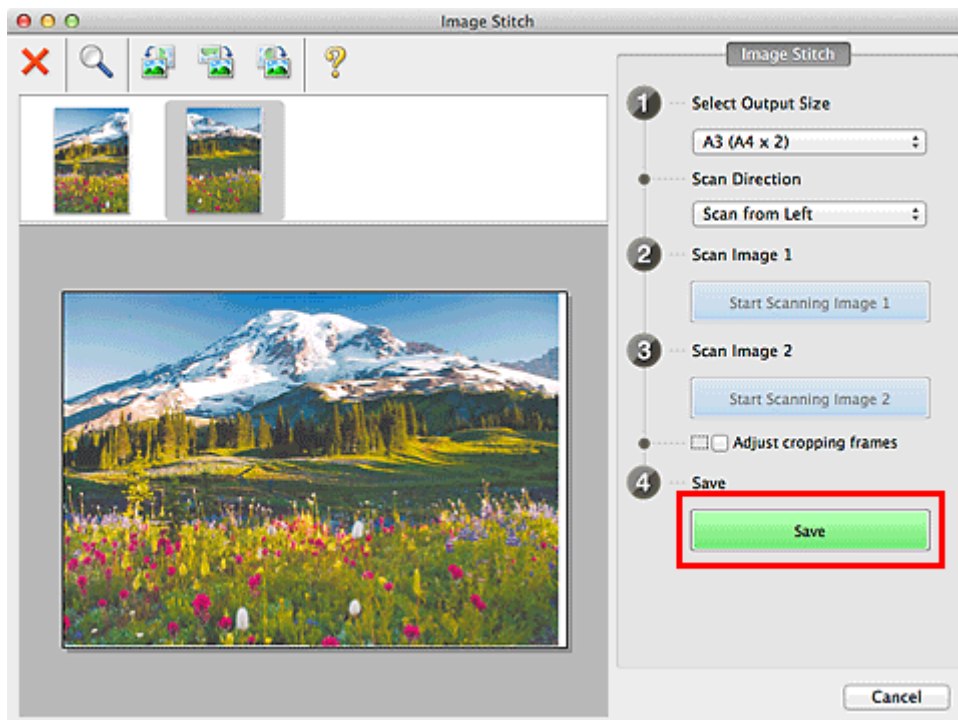 Image Stitch
Image Stitch
1 Select Output Size
A3 (A4 x 2)
Scan Direction
Scan from Left
2 Scan Image 1
Start Scanning Image 1
3 Scan Image 2
Start Scanning Image 2
Adjust cropping frames
4 Save
Save
Cancel